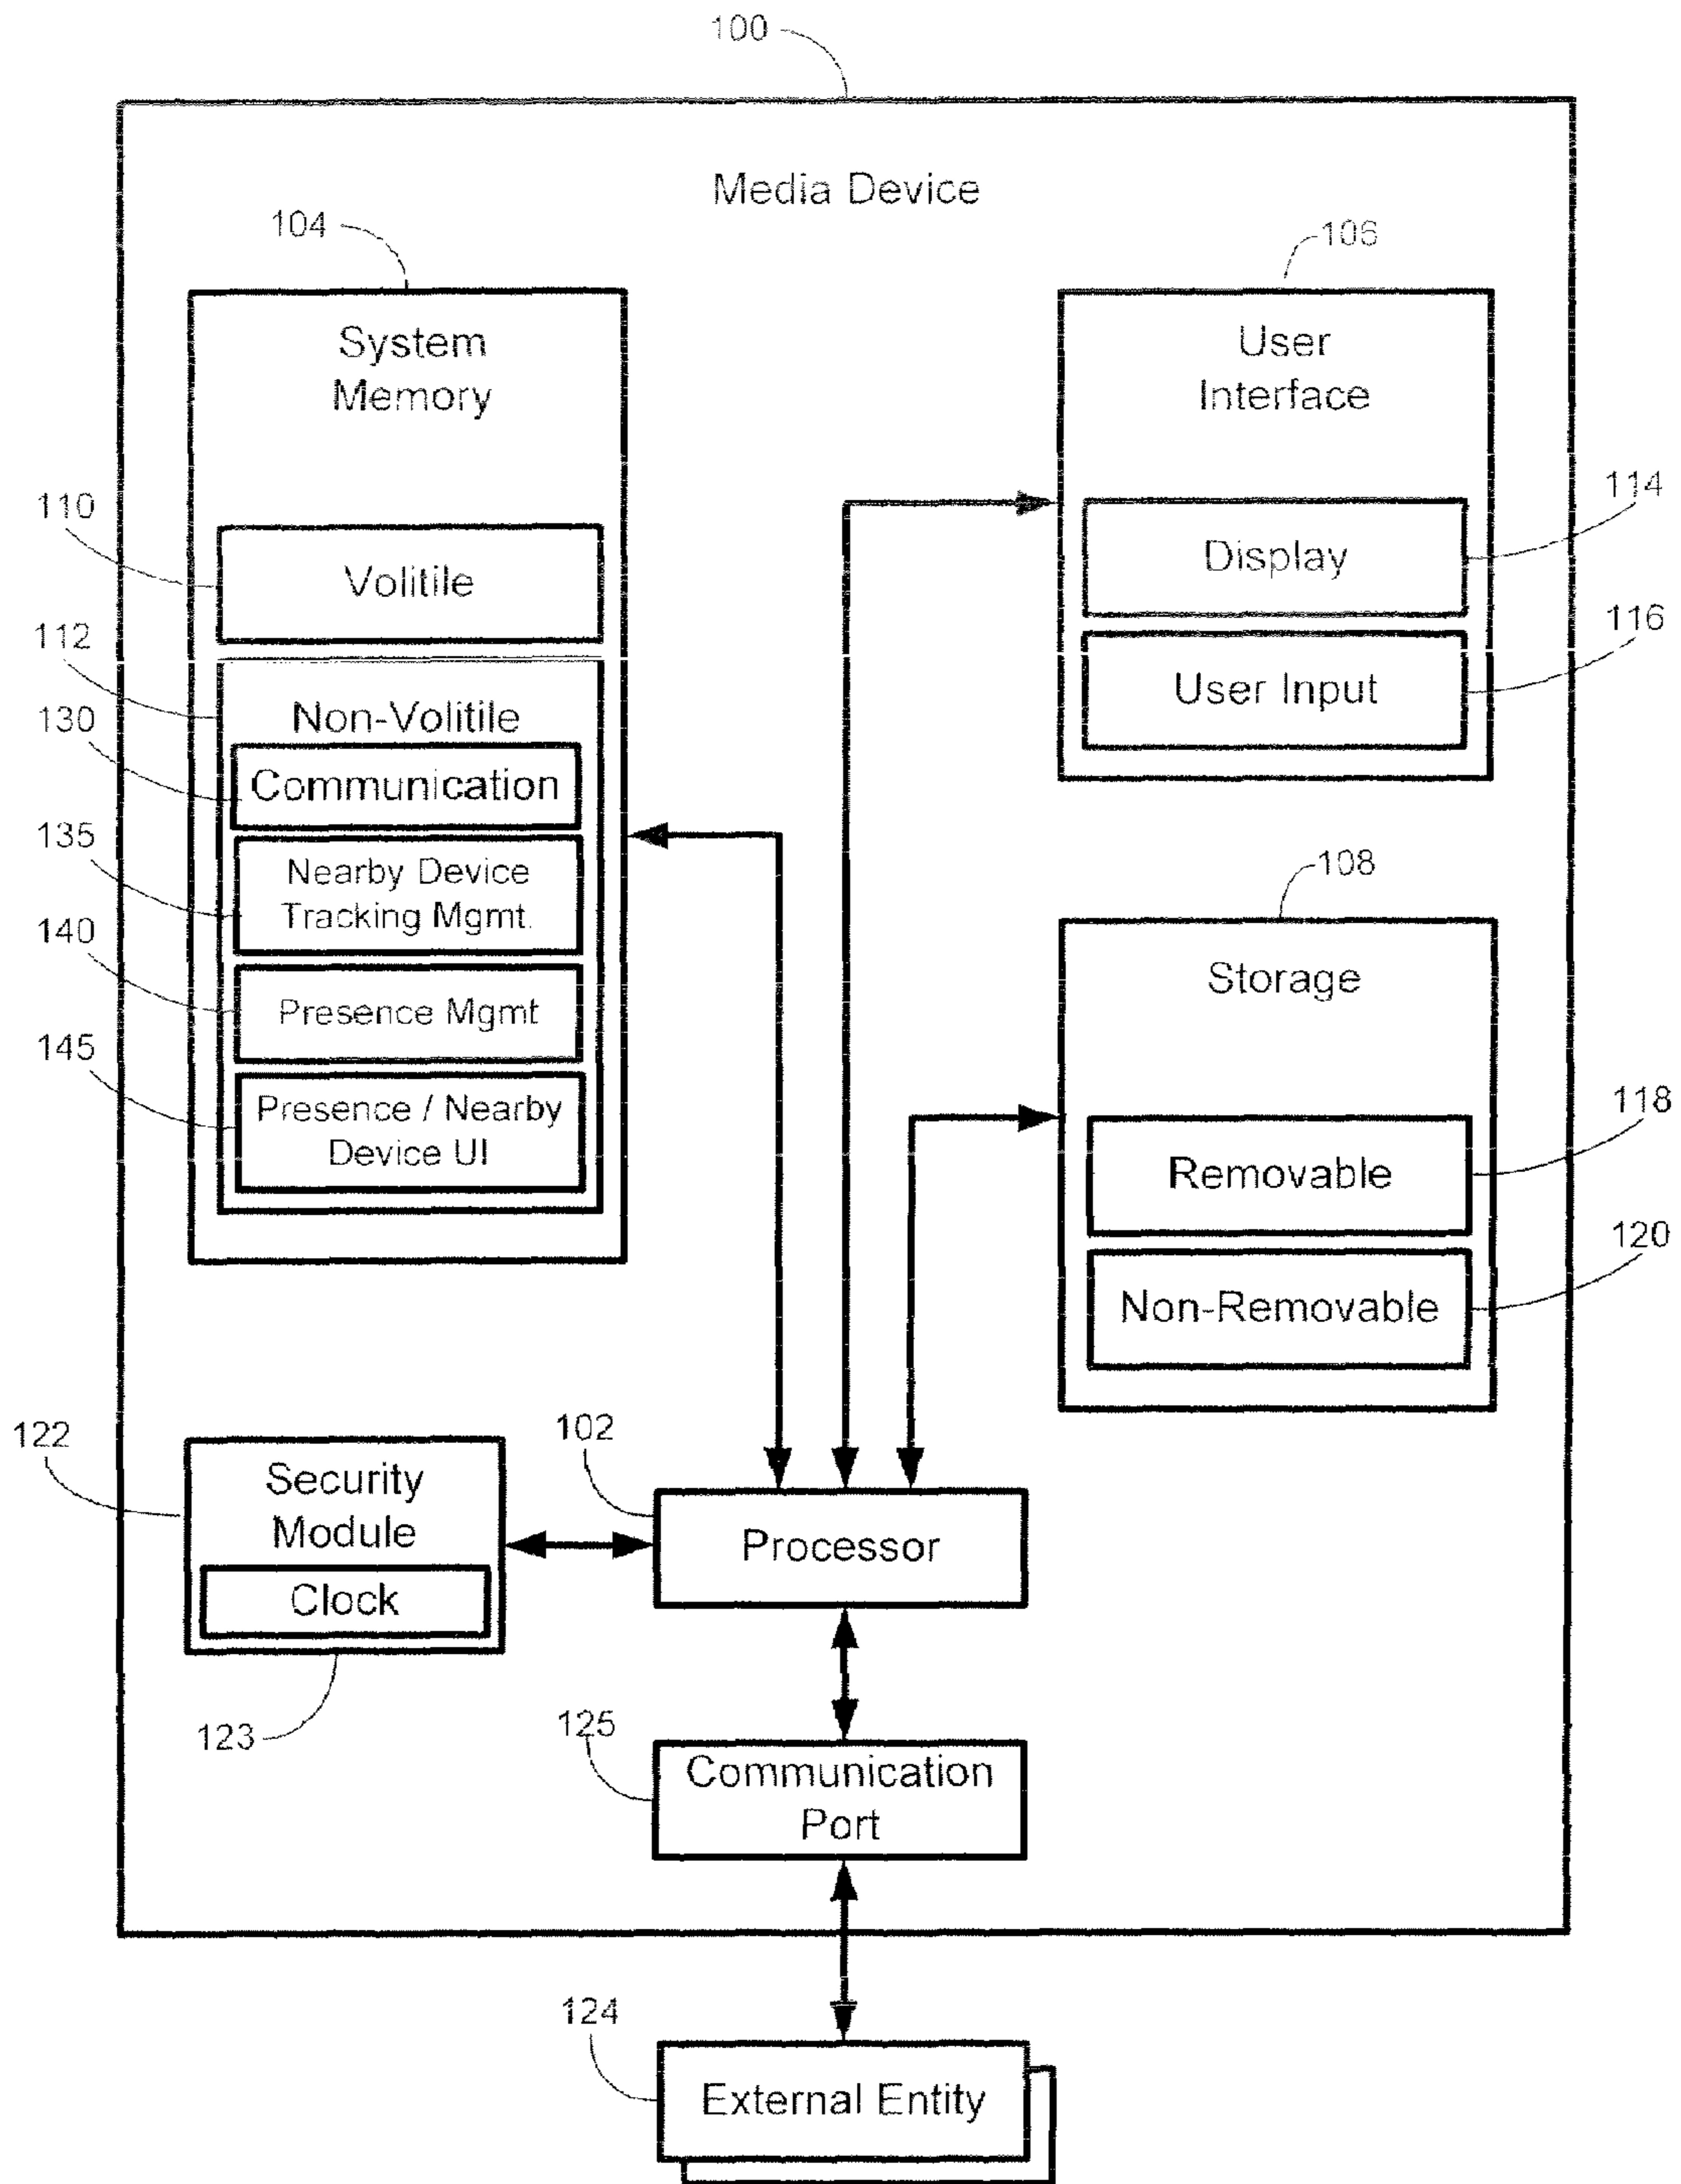 100
Media Device
104
106
System
Memory
User
Interface
110
Volitile
114
Display
112
Non-Volitile
116
User Input
130
Communication
135
Nearby Device
Tracking Mgmt.
108
Storage
140
Presence Mgmt
145
Presence / Nearby
Device UI
118
Removable
120
Non-Removable
122
Security
Module
Clock
123
102
Processor
125
Communication
Port
124
External Entity